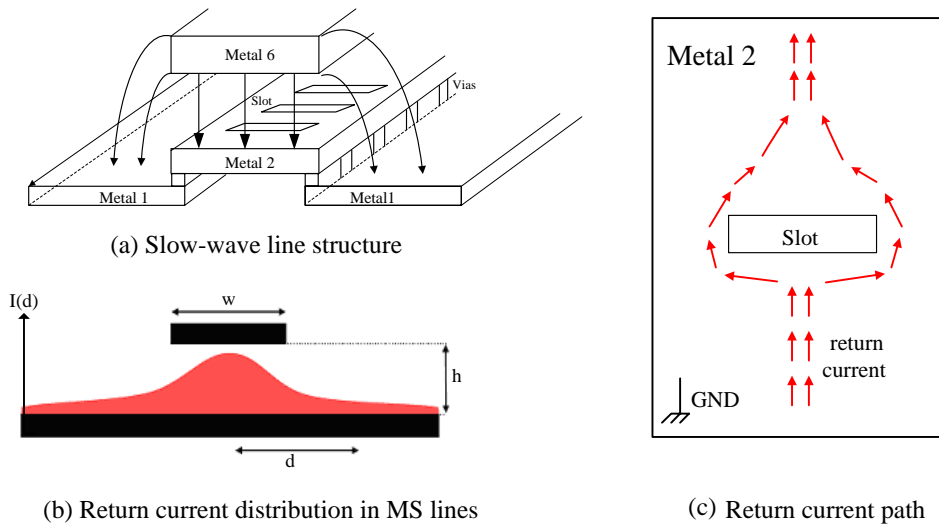 Metal 6
Slot
Vias
Metal 2
Metal 1
Metal1
(a) Slow-wave line structure
I(d)
w
h
d
(b) Return current distribution in MS lines
Metal 2
Slot
return
current
GND
(c) Return current path